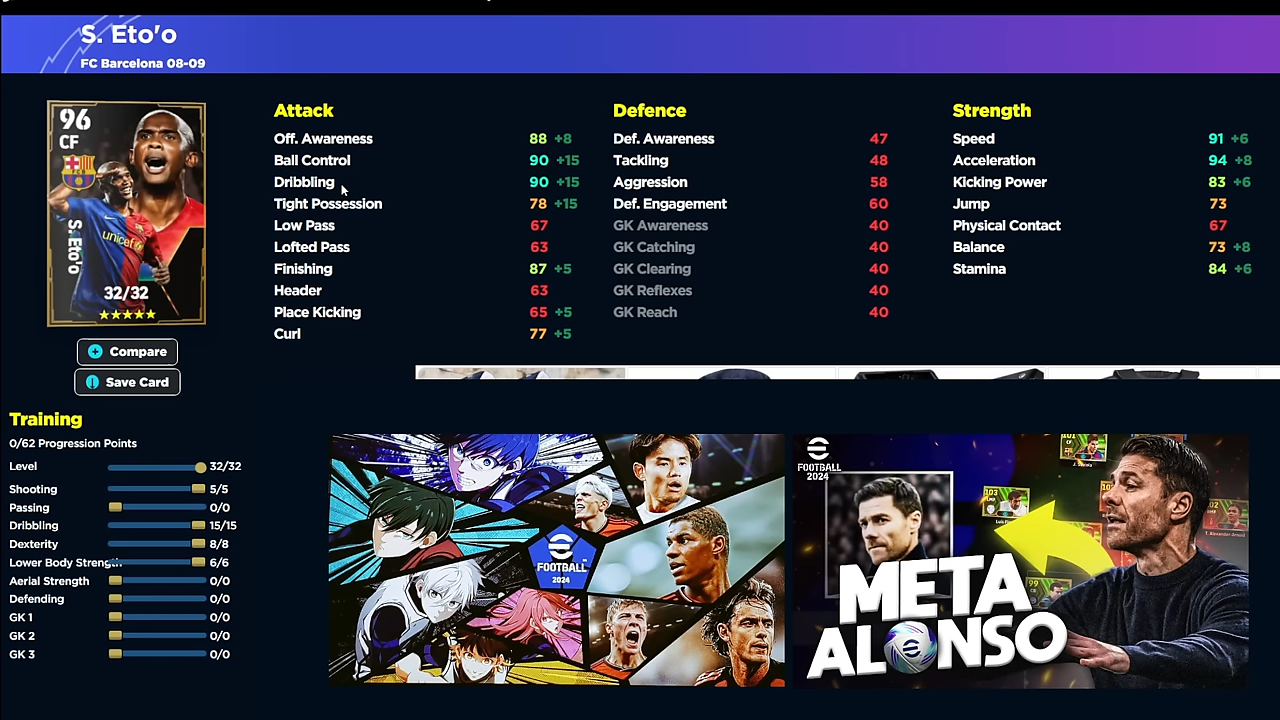 S. Eto'o
FC Barcelona 08-09
96
CF
S. Eto'o
unicef
32/32
Compare
Save Card
Attack
Off. Awareness 88 +8
Ball Control 90 +15
Dribbling 90 +15
Tight Possession 78 +15
Low Pass 67
Lofted Pass 63
Finishing 87 +5
Header 63
Place Kicking 65 +5
Curl 77 +5
Defence
Def. Awareness 47
Tackling 48
Aggression 58
Def. Engagement 60
GK Awareness 40
GK Catching 40
GK Clearing 40
GK Reflexes 40
GK Reach 40
Strength
Speed 91 +6
Acceleration 94 +8
Kicking Power 83 +6
Jump 73
Physical Contact 67
Balance 73 +8
Stamina 84 +6
Training
0/62 Progression Points
Level 32/32
Shooting 5/5
Passing 0/0
Dribbling 15/15
Dexterity 8/8
Lower Body Strength 6/6
Aerial Strength 0/0
Defending 0/0
GK 1 0/0
GK 2 0/0
GK 3 0/0
FOOTBALL
2024
FOOTBALL
2024
103
99
META
ALONSO